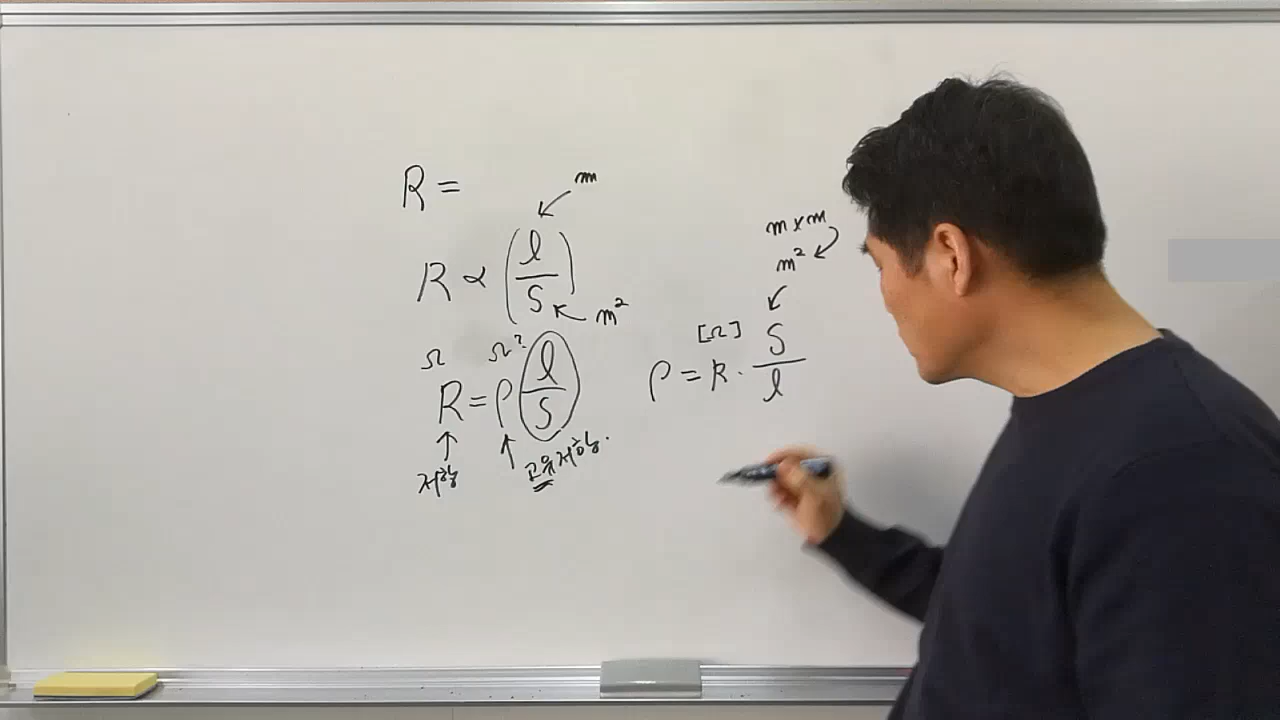 R =
m
R ∝ (l/S)
m²
Ω Ω?
R = ρ (l/S)
저항
고유저항.
m×m
m²
[Ω]
ρ = R · S/l